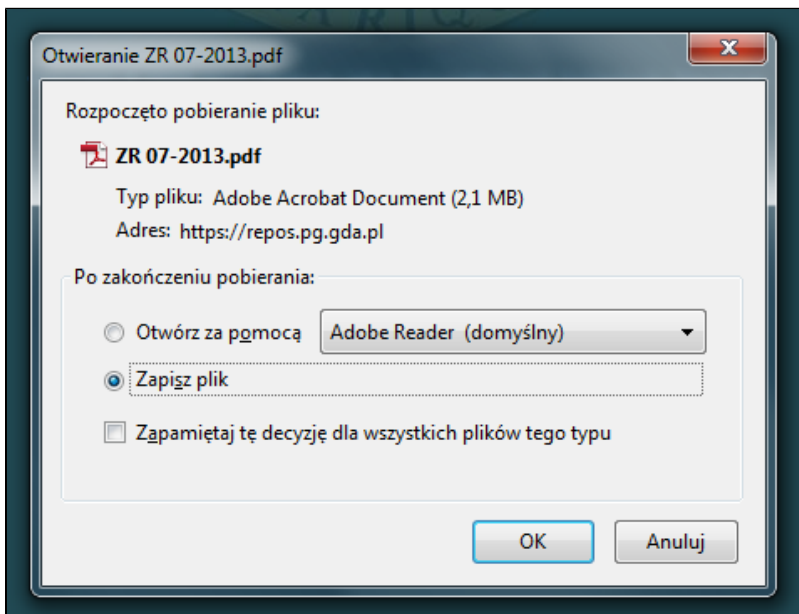 Otwieranie ZR 07-2013.pdf
Rozpoczęto pobieranie pliku:
ZR 07-2013.pdf
Typ pliku: Adobe Acrobat Document (2,1 MB)
Adres: https://repos.pg.gda.pl
Po zakończeniu pobierania:
Otwórz za pomocą Adobe Reader (domyślny)
Zapisz plik
Zapamiętaj tę decyzję dla wszystkich plików tego typu
OK Anuluj